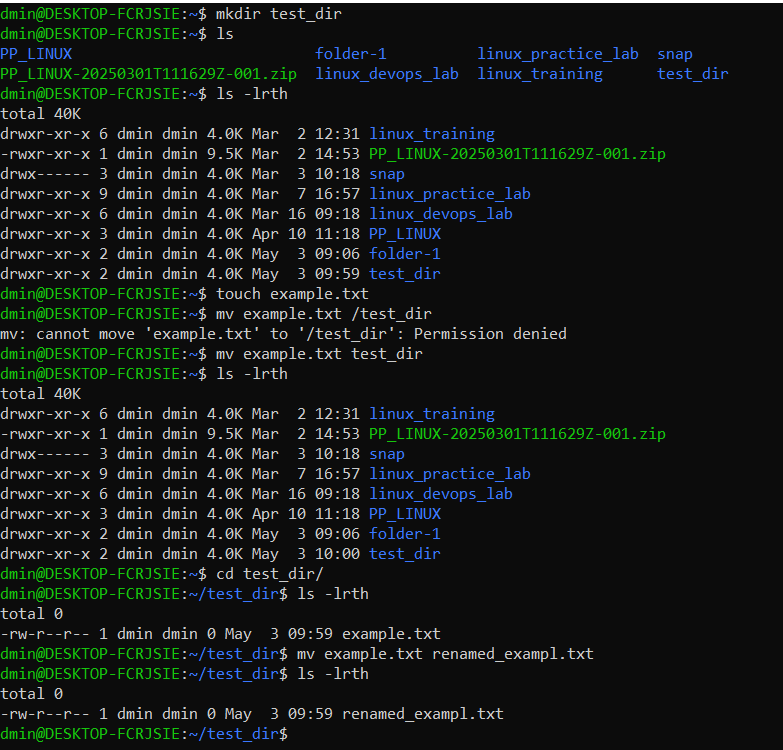 dmin@DESKTOP-FCRJSIE:~$ mkdir test_dir
dmin@DESKTOP-FCRJSIE:~$ ls
PP_LINUX                           folder-1          linux_practice_lab  snap
PP_LINUX-20250301T111629Z-001.zip  linux_devops_lab  linux_training      test_dir
dmin@DESKTOP-FCRJSIE:~$ ls -lrth
total 40K
drwxr-xr-x 6 dmin dmin 4.0K Mar  2 12:31 linux_training
-rwxr-xr-x 1 dmin dmin 9.5K Mar  2 14:53 PP_LINUX-20250301T111629Z-001.zip
drwx------ 3 dmin dmin 4.0K Mar  3 10:18 snap
drwxr-xr-x 9 dmin dmin 4.0K Mar  7 16:57 linux_practice_lab
drwxr-xr-x 6 dmin dmin 4.0K Mar 16 09:18 linux_devops_lab
drwxr-xr-x 3 dmin dmin 4.0K Apr 10 11:18 PP_LINUX
drwxr-xr-x 2 dmin dmin 4.0K May  3 09:06 folder-1
drwxr-xr-x 2 dmin dmin 4.0K May  3 09:59 test_dir
dmin@DESKTOP-FCRJSIE:~$ touch example.txt
dmin@DESKTOP-FCRJSIE:~$ mv example.txt /test_dir
mv: cannot move 'example.txt' to '/test_dir': Permission denied
dmin@DESKTOP-FCRJSIE:~$ mv example.txt test_dir
dmin@DESKTOP-FCRJSIE:~$ ls -lrth
total 40K
drwxr-xr-x 6 dmin dmin 4.0K Mar  2 12:31 linux_training
-rwxr-xr-x 1 dmin dmin 9.5K Mar  2 14:53 PP_LINUX-20250301T111629Z-001.zip
drwx------ 3 dmin dmin 4.0K Mar  3 10:18 snap
drwxr-xr-x 9 dmin dmin 4.0K Mar  7 16:57 linux_practice_lab
drwxr-xr-x 6 dmin dmin 4.0K Mar 16 09:18 linux_devops_lab
drwxr-xr-x 3 dmin dmin 4.0K Apr 10 11:18 PP_LINUX
drwxr-xr-x 2 dmin dmin 4.0K May  3 09:06 folder-1
drwxr-xr-x 2 dmin dmin 4.0K May  3 10:00 test_dir
dmin@DESKTOP-FCRJSIE:~$ cd test_dir/
dmin@DESKTOP-FCRJSIE:~/test_dir$ ls -lrth
total 0
-rw-r--r-- 1 dmin dmin 0 May  3 09:59 example.txt
dmin@DESKTOP-FCRJSIE:~/test_dir$ mv example.txt renamed_exampl.txt
dmin@DESKTOP-FCRJSIE:~/test_dir$ ls -lrth
total 0
-rw-r--r-- 1 dmin dmin 0 May  3 09:59 renamed_exampl.txt
dmin@DESKTOP-FCRJSIE:~/test_dir$